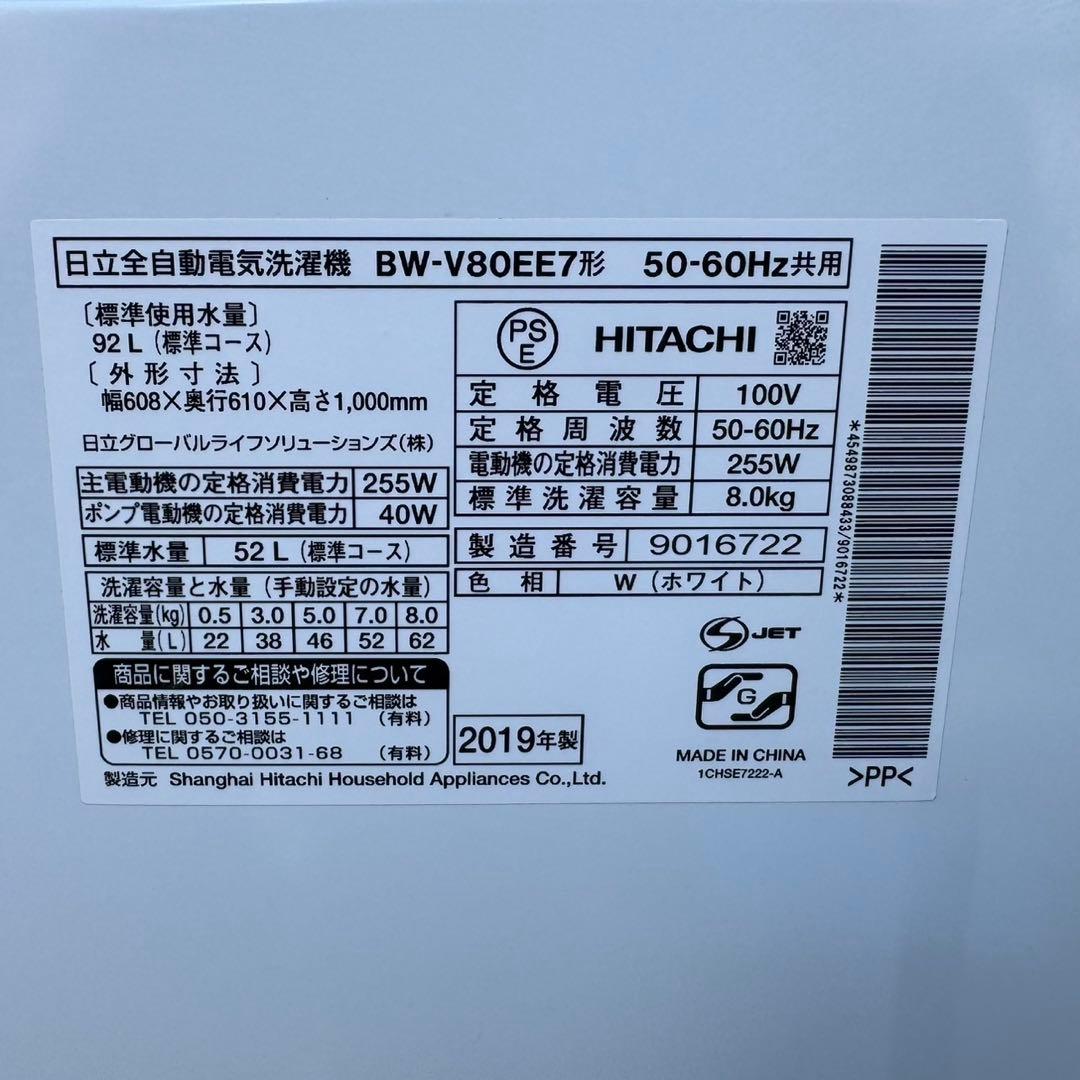 日立全自動電気洗濯機 BW-V80EE7形 50-60Hz共用
〔標準使用水量〕
92L(標準コース)
〔外形寸法〕
幅608×奥行610×高さ1,000mm
日立グローバルライフソリューションズ(株)
主電動機の定格消費電力 255W
ポンプ電動機の定格消費電力 40W
標準水量 52L(標準コース)
洗濯容量と水量(手動設定の水量)
洗濯容量(kg) 0.5 3.0 5.0 7.0 8.0
水量(L) 22 38 46 52 62
商品に関するご相談や修理について
●商品情報やお取り扱いに関するご相談は
TEL 050-3155-1111 (有料)
●修理に関するご相談は
TEL 0570-0031-68 (有料)
製造元 Shanghai Hitachi Household Appliances Co.,Ltd.
PSE HITACHI
定格電圧 100V
定格周波数 50-60Hz
電動機の定格消費電力 255W
標準洗濯容量 8.0kg
製造番号 9016722
色相 W(ホワイト)
S JET
G
2019年製
MADE IN CHINA
1CHSE7222-A
*4549873088433/9016722*
>PP<